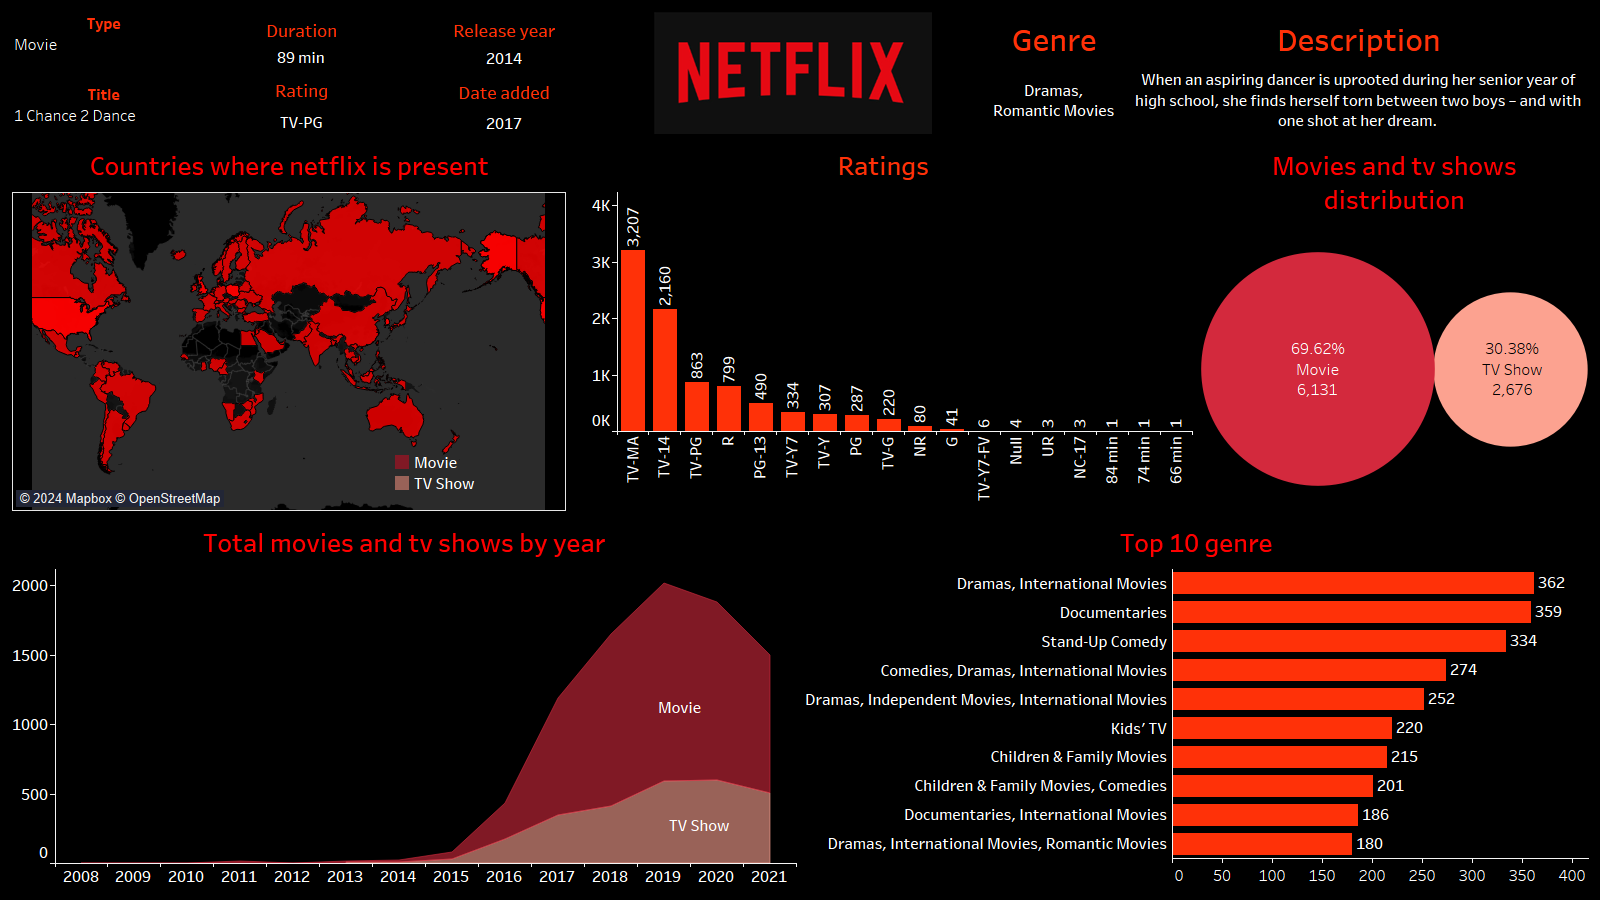 Type
Movie
Title
1 Chance 2 Dance
Duration
89 min
Rating
TV-PG
Release year
2014
Date added
2017
NETFLIX
Genre
Dramas,
Romantic Movies
Description
When an aspiring dancer is uprooted during her senior year of
high school, she finds herself torn between two boys – and with
one shot at her dream.
Countries where netflix is present
Movie
TV Show
© 2024 Mapbox © OpenStreetMap
Ratings
4K
3K
2K
1K
0K
3,207
2,160
863
799
490
334
307
287
220
80
41
6
4
3
3
1
1
1
TV-MA
TV-14
TV-PG
R
PG-13
TV-Y7
TV-Y
PG
TV-G
NR
G
TV-Y7-FV
Null
UR
NC-17
84 min
74 min
66 min
Movies and tv shows
distribution
69.62%
Movie
6,131
30.38%
TV Show
2,676
Total movies and tv shows by year
2000
1500
1000
500
0
Movie
TV Show
2008 2009 2010 2011 2012 2013 2014 2015 2016 2017 2018 2019 2020 2021
Top 10 genre
Dramas, International Movies 362
Documentaries 359
Stand-Up Comedy 334
Comedies, Dramas, International Movies 274
Dramas, Independent Movies, International Movies 252
Kids' TV 220
Children & Family Movies 215
Children & Family Movies, Comedies 201
Documentaries, International Movies 186
Dramas, International Movies, Romantic Movies 180
0 50 100 150 200 250 300 350 400